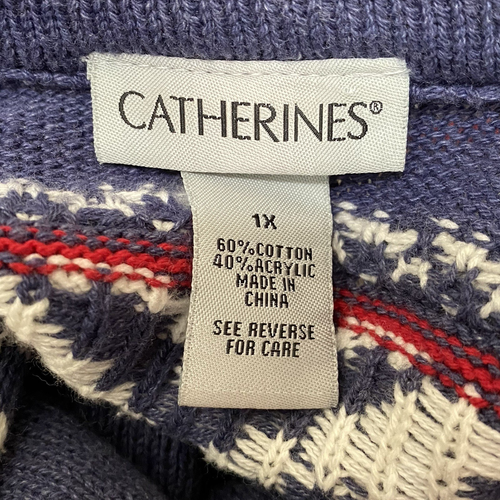 CATHERINES®
1X
60%COTTON
40%ACRYLIC
MADE IN
CHINA
SEE REVERSE
FOR CARE